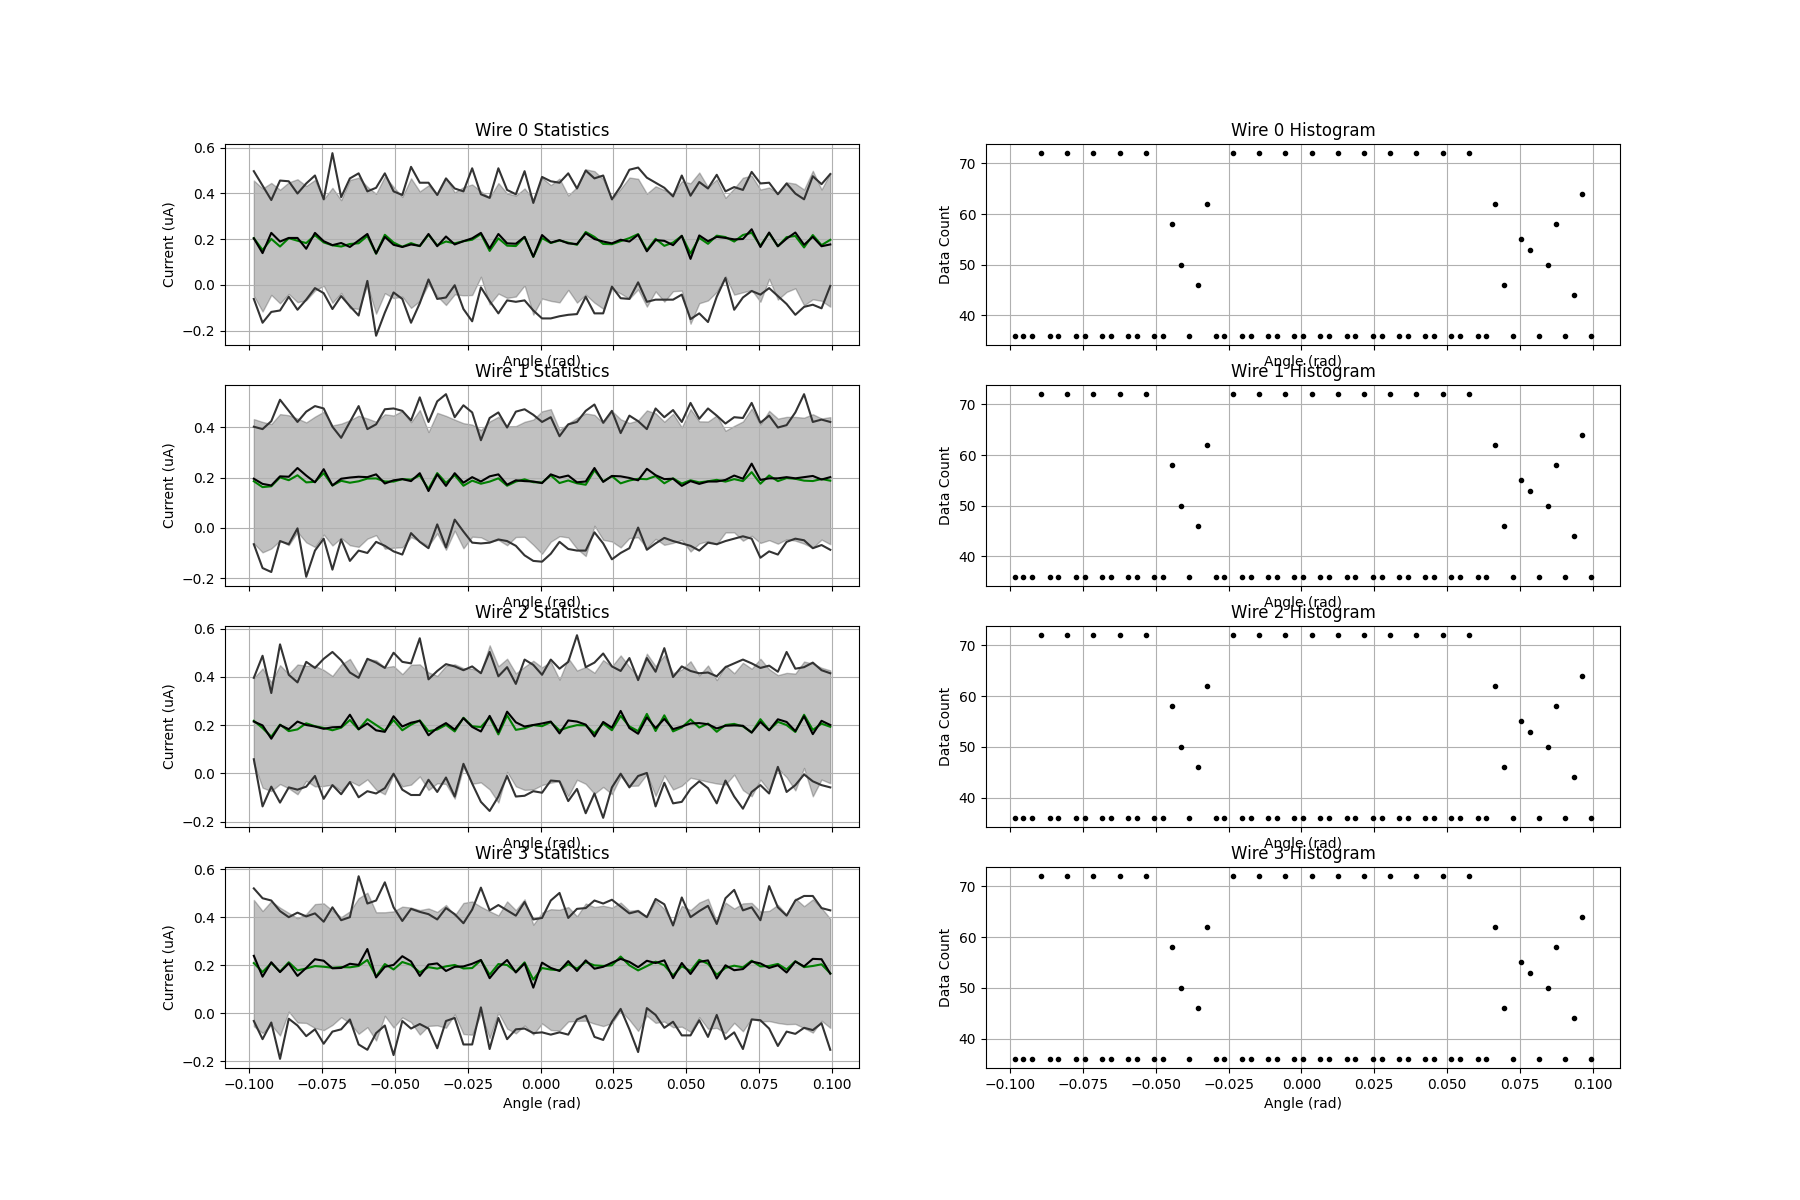 Wire 0 Statistics
0.6
0.4
0.2
0.0
−0.2
Current (uA)
Angle (rad)
Wire 0 Histogram
70
60
50
40
Data Count
Angle (rad)
Wire 1 Statistics
0.4
0.2
0.0
−0.2
Current (uA)
Angle (rad)
Wire 1 Histogram
70
60
50
40
Data Count
Angle (rad)
Wire 2 Statistics
0.6
0.4
0.2
0.0
−0.2
Current (uA)
Angle (rad)
Wire 2 Histogram
70
60
50
40
Data Count
Angle (rad)
Wire 3 Statistics
0.6
0.4
0.2
0.0
−0.2
Current (uA)
−0.100 −0.075 −0.050 −0.025 0.000 0.025 0.050 0.075 0.100
Angle (rad)
Wire 3 Histogram
70
60
50
40
Data Count
−0.100 −0.075 −0.050 −0.025 0.000 0.025 0.050 0.075 0.100
Angle (rad)